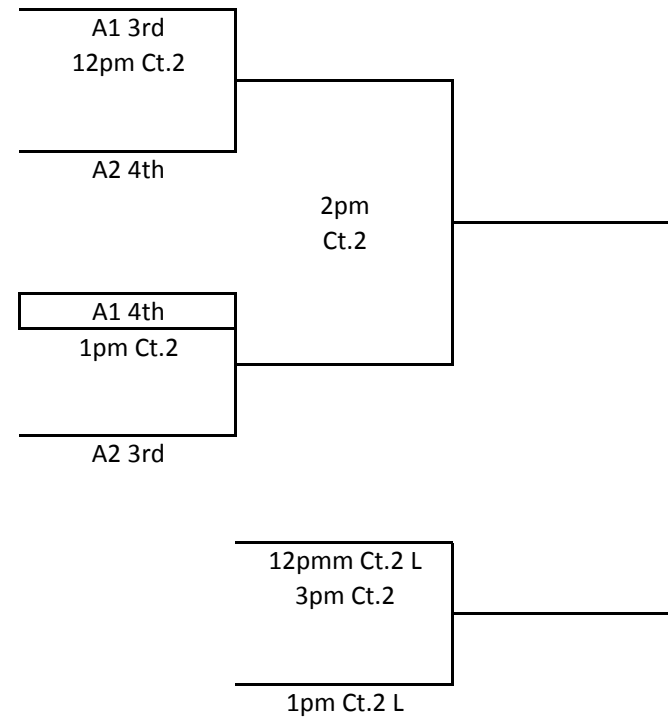 A1 3rd
12pm Ct.2
A2 4th
2pm
Ct.2
A1 4th
1pm Ct.2
A2 3rd
12pmm Ct.2 L
3pm Ct.2
1pm Ct.2 L